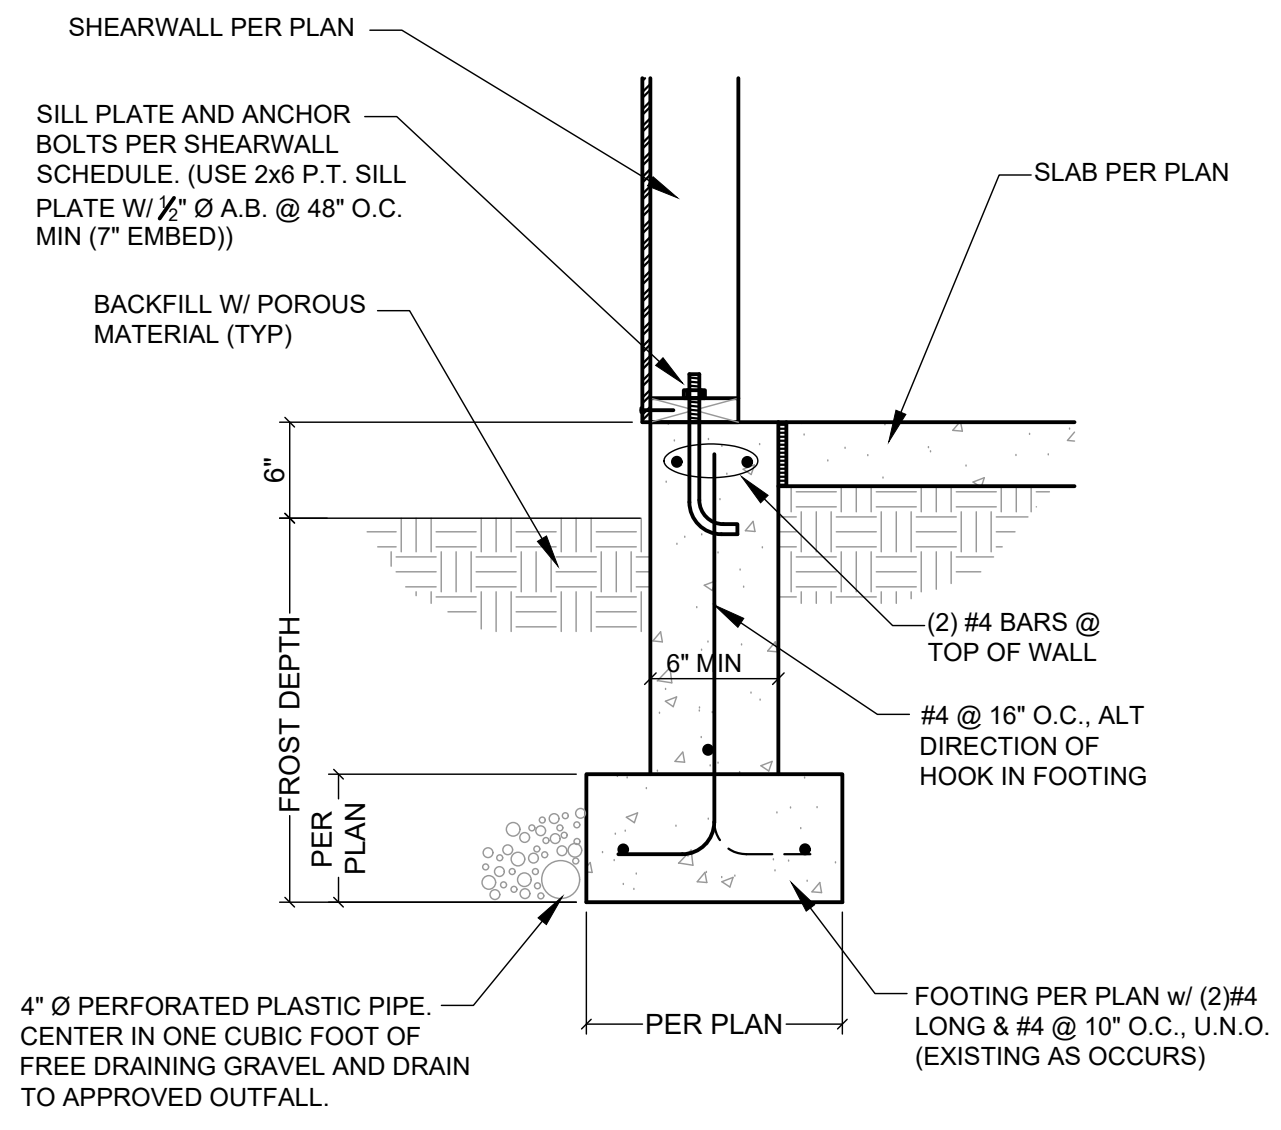 SHEARWALL PER PLAN
SILL PLATE AND ANCHOR
BOLTS PER SHEARWALL
SCHEDULE. (USE 2x6 P.T. SILL
PLATE W/ 1/2" Ø A.B. @ 48" O.C.
MIN (7" EMBED))
SLAB PER PLAN
BACKFILL W/ POROUS
MATERIAL (TYP)
6"
(2) #4 BARS @
TOP OF WALL
6" MIN
FROST DEPTH
#4 @ 16" O.C., ALT
DIRECTION OF
HOOK IN FOOTING
PER
PLAN
4" Ø PERFORATED PLASTIC PIPE.
CENTER IN ONE CUBIC FOOT OF
FREE DRAINING GRAVEL AND DRAIN
TO APPROVED OUTFALL.
PER PLAN
FOOTING PER PLAN w/ (2)#4
LONG & #4 @ 10" O.C., U.N.O.
(EXISTING AS OCCURS)